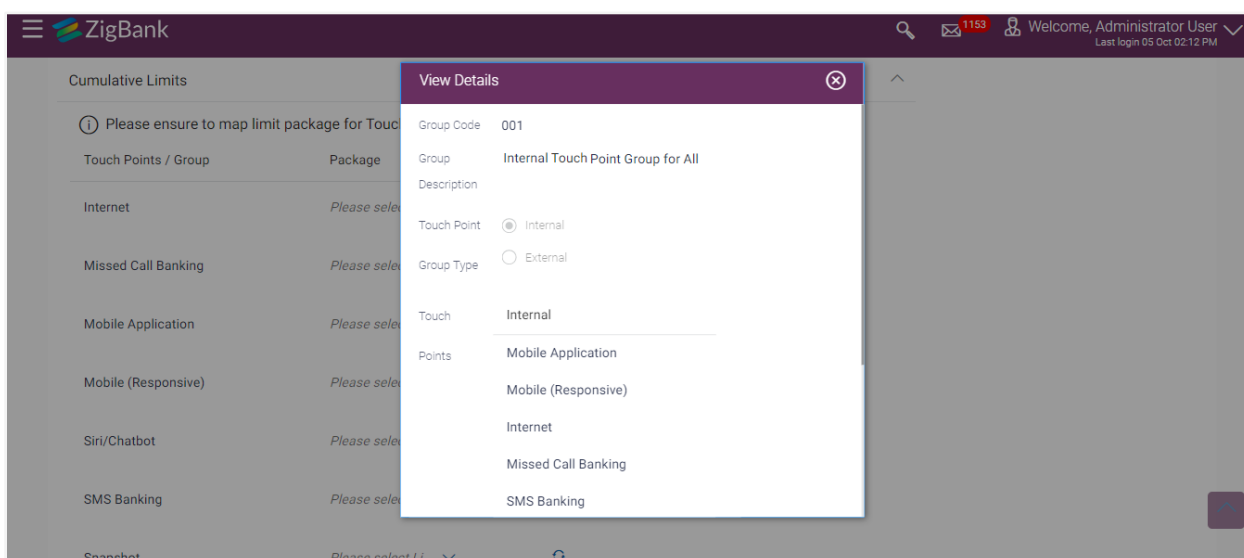 ZigBank
1153
Welcome, Administrator User
Last login 05 Oct 02:12 PM
Cumulative Limits
Please ensure to map limit package for Touc
Touch Points / Group Package
Internet Please sele
Missed Call Banking Please sele
Mobile Application Please sele
Mobile (Responsive) Please sele
Siri/Chatbot Please sele
SMS Banking Please sele
Snapshot Please select Li
View Details
Group Code 001
Group Internal Touch Point Group for All
Description
Touch Point Internal
Group Type External
Touch Internal
Points Mobile Application
Mobile (Responsive)
Internet
Missed Call Banking
SMS Banking